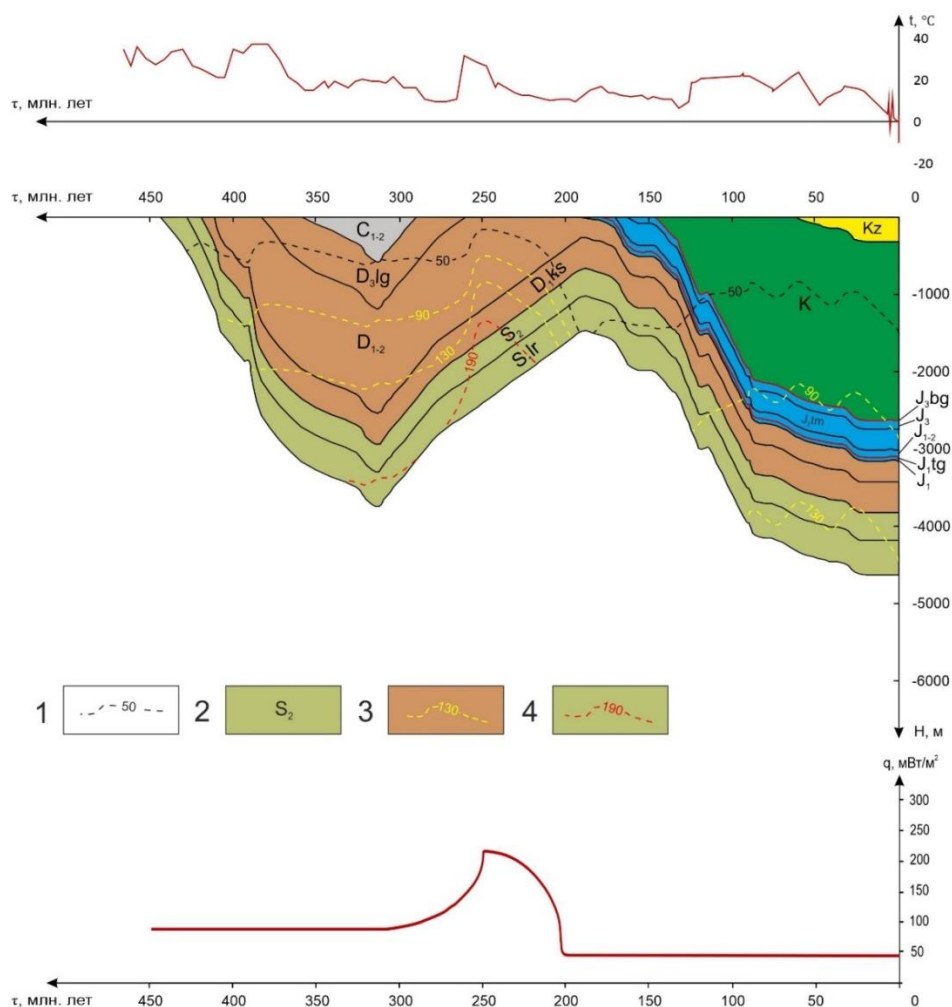 t, °C
40
20
τ, млн. лет
0
-20
τ, млн. лет 450 400 350 300 250 200 150 100 50 0
C₁₋₂
Kz
D₃lg
50
D₁ks
-1000
50
K
90
D₁₋₂
130
S₂
190
S₁lr
-2000
90
J₃bg
J₃
J₂tm
J₁₋₂
-3000
J₁tg
J₁
130
-4000
-5000
1 50 2 S₂ 3 130 4 190
-6000
H, м
q, мВт/м²
300
250
200
150
100
50
τ, млн. лет 450 400 350 300 250 200 150 100 50 0